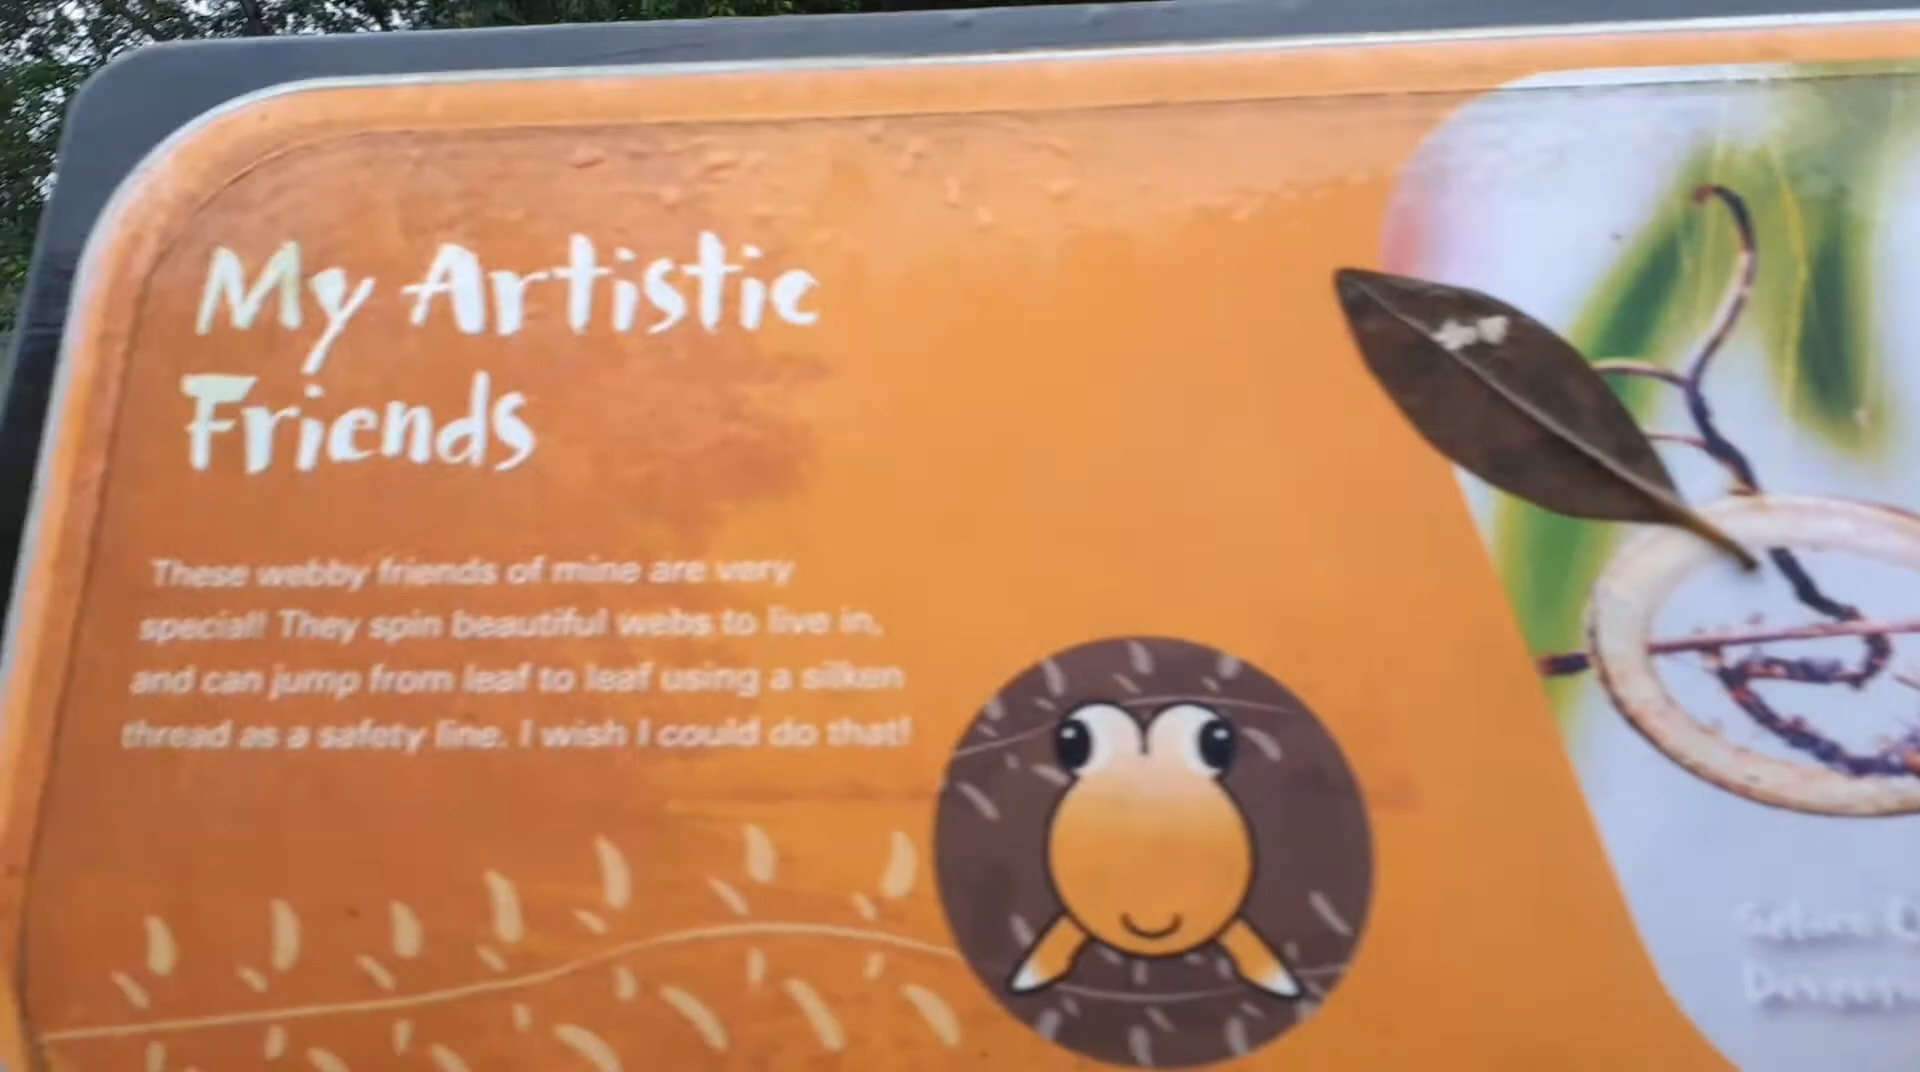 My Artistic
Friends
These webby friends of mine are very
special! They spin beautiful webs to live in,
and can jump from leaf to leaf using a silken
thread as a safety line. I wish I could do that!